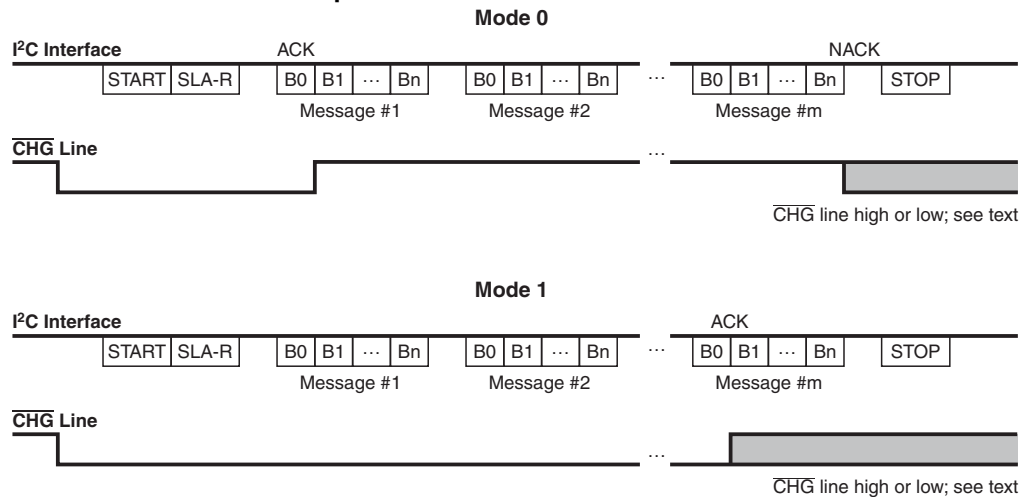 Mode 0
I²C Interface
ACK
NACK
START SLA-R B0 B1 ... Bn B0 B1 ... Bn ... B0 B1 ... Bn STOP
Message #1 Message #2 Message #m
CHG Line
...
CHG line high or low; see text
Mode 1
I²C Interface
ACK
START SLA-R B0 B1 ... Bn B0 B1 ... Bn ... B0 B1 ... Bn STOP
Message #1 Message #2 Message #m
CHG Line
...
CHG line high or low; see text